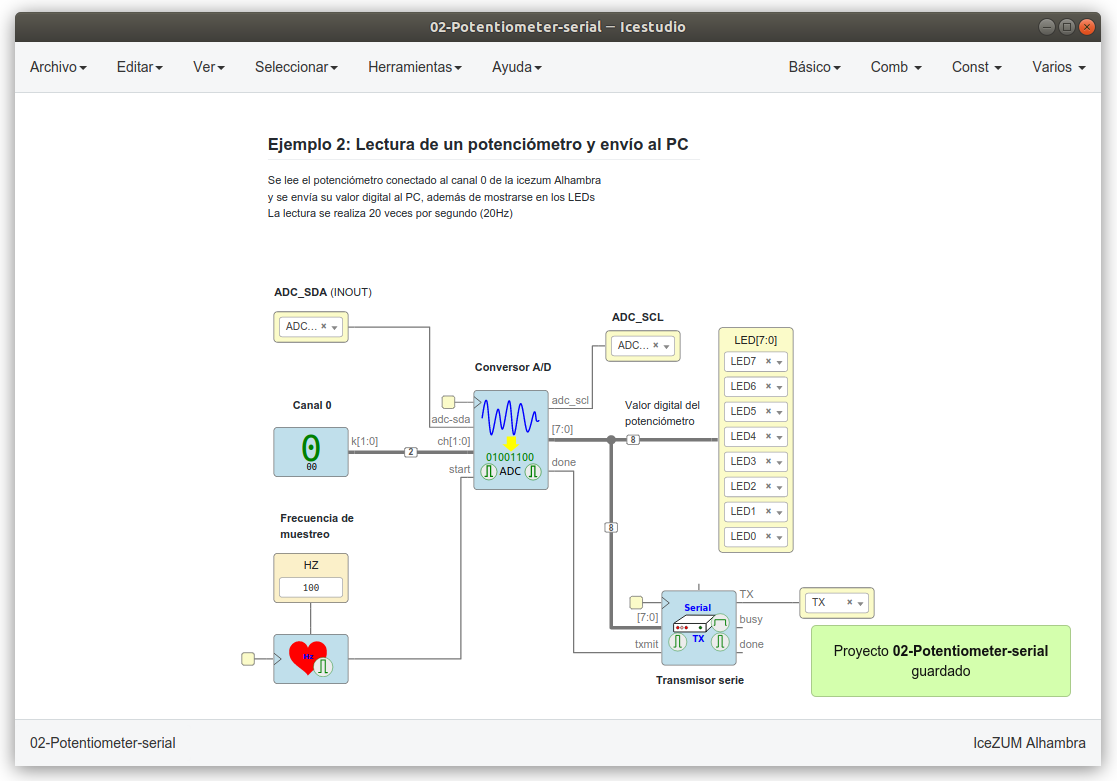 02-Potentiometer-serial — Icestudio
Archivo Editar Ver Seleccionar Herramientas Ayuda Básico Comb Const Varios
Ejemplo 2: Lectura de un potenciómetro y envío al PC
Se lee el potenciómetro conectado al canal 0 de la icezum Alhambra
y se envía su valor digital al PC, además de mostrarse en los LEDs
La lectura se realiza 20 veces por segundo (20Hz)
ADC_SDA (INOUT)
ADC...
ADC_SCL
ADC...
LED[7:0]
LED7
LED6
LED5
LED4
LED3
LED2
LED1
LED0
Conversor A/D
adc-sda
ch[1:0]
start
01001100
ADC
adc_scl
[7:0]
done
Canal 0
0
00
k[1:0]
2
Valor digital del
potenciómetro
8
8
Frecuencia de
muestreo
HZ
100
Hz
[7:0]
txmit
Serial
TX
TX
busy
done
TX
Transmisor serie
Proyecto 02-Potentiometer-serial
guardado
02-Potentiometer-serial
IceZUM Alhambra